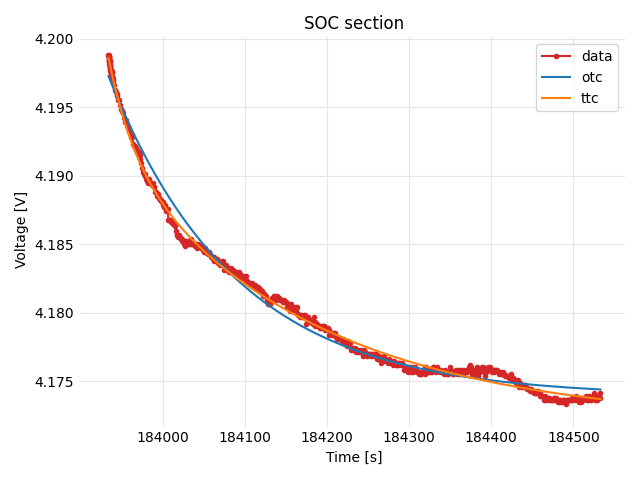 SOC section
4.200
4.195
4.190
4.185
4.180
4.175
Voltage [V]
data
otc
ttc
184000
184100
184200
184300
184400
184500
Time [s]